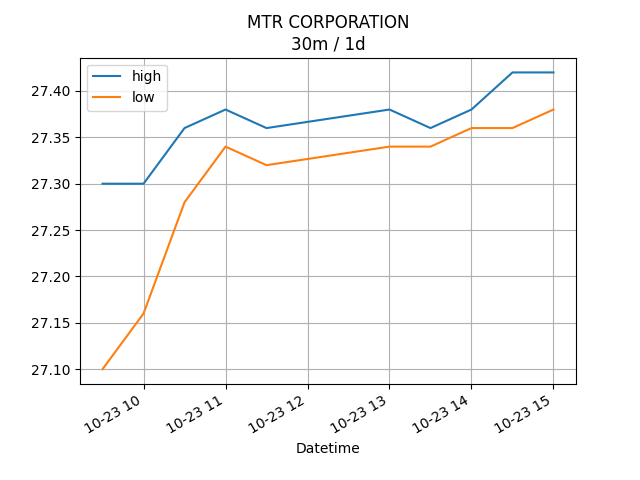 MTR CORPORATION
30m / 1d
high
low
27.40
27.35
27.30
27.25
27.20
27.15
27.10
10-23 10
10-23 11
10-23 12
10-23 13
10-23 14
10-23 15
Datetime